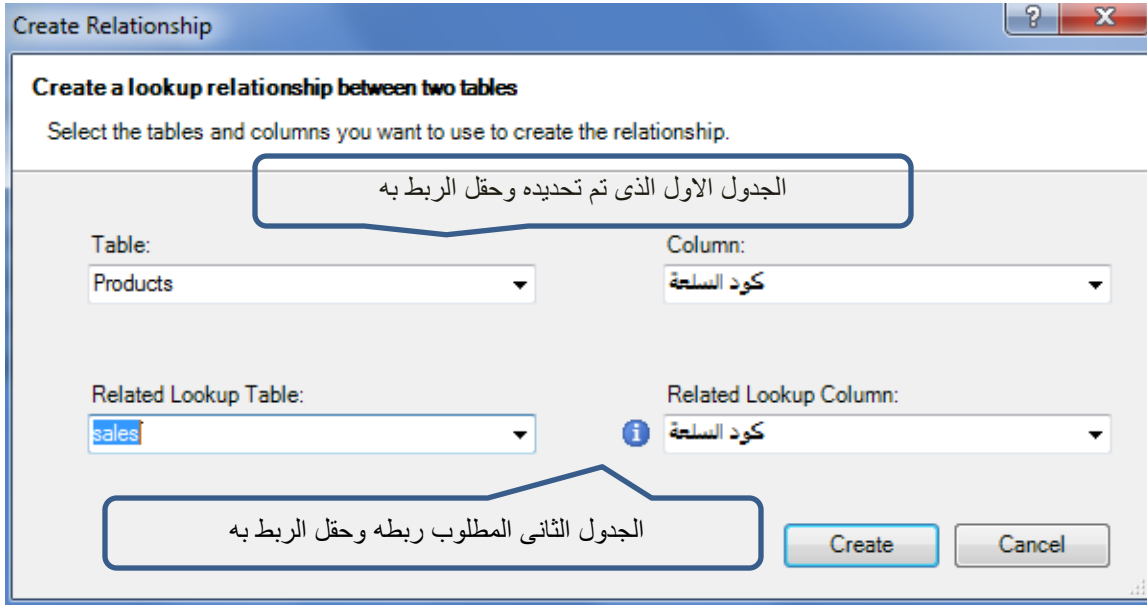 Create Relationship
Create a lookup relationship between two tables
Select the tables and columns you want to use to create the relationship.
الجدول الاول الذى تم تحديده وحقل الربط به
Table:
Column:
Products
كود السلعة
Related Lookup Table:
Related Lookup Column:
sales
كود السلعة
الجدول الثانى المطلوب ربطه وحقل الربط به
Create
Cancel